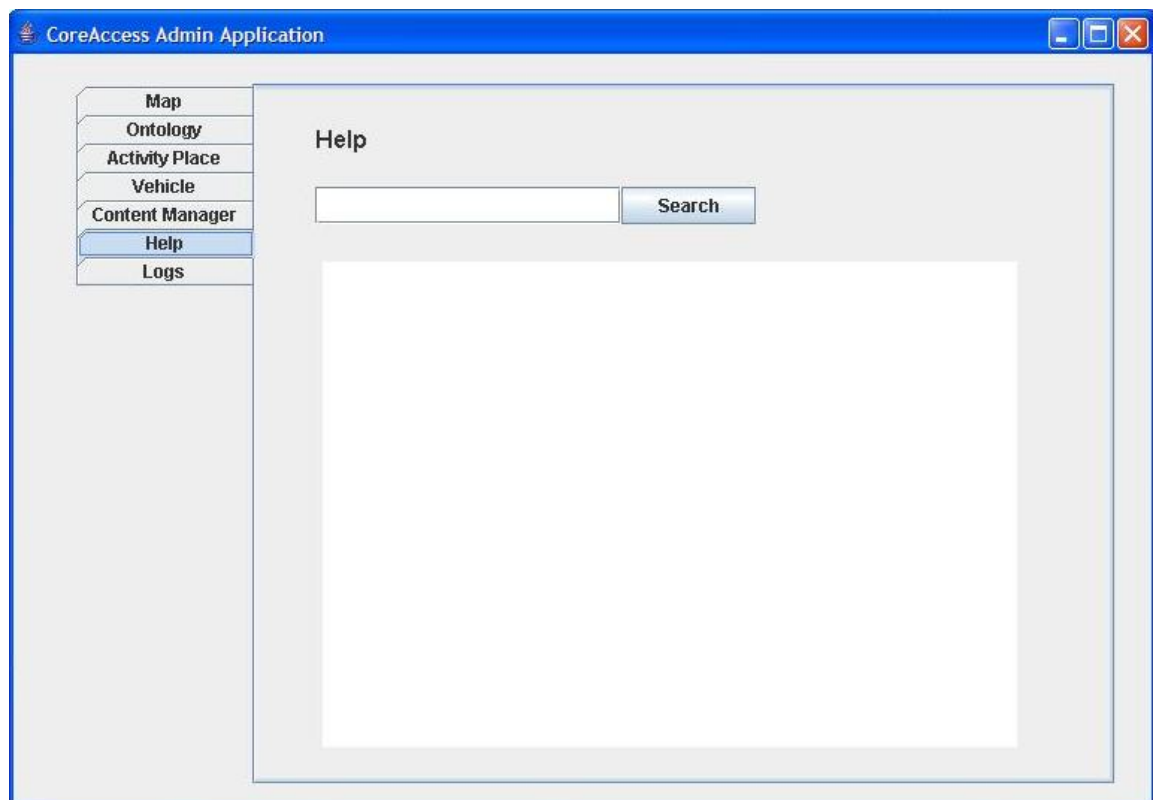 CoreAccess Admin Application
Map
Ontology
Activity Place
Vehicle
Content Manager
Help
Logs
Help
Search